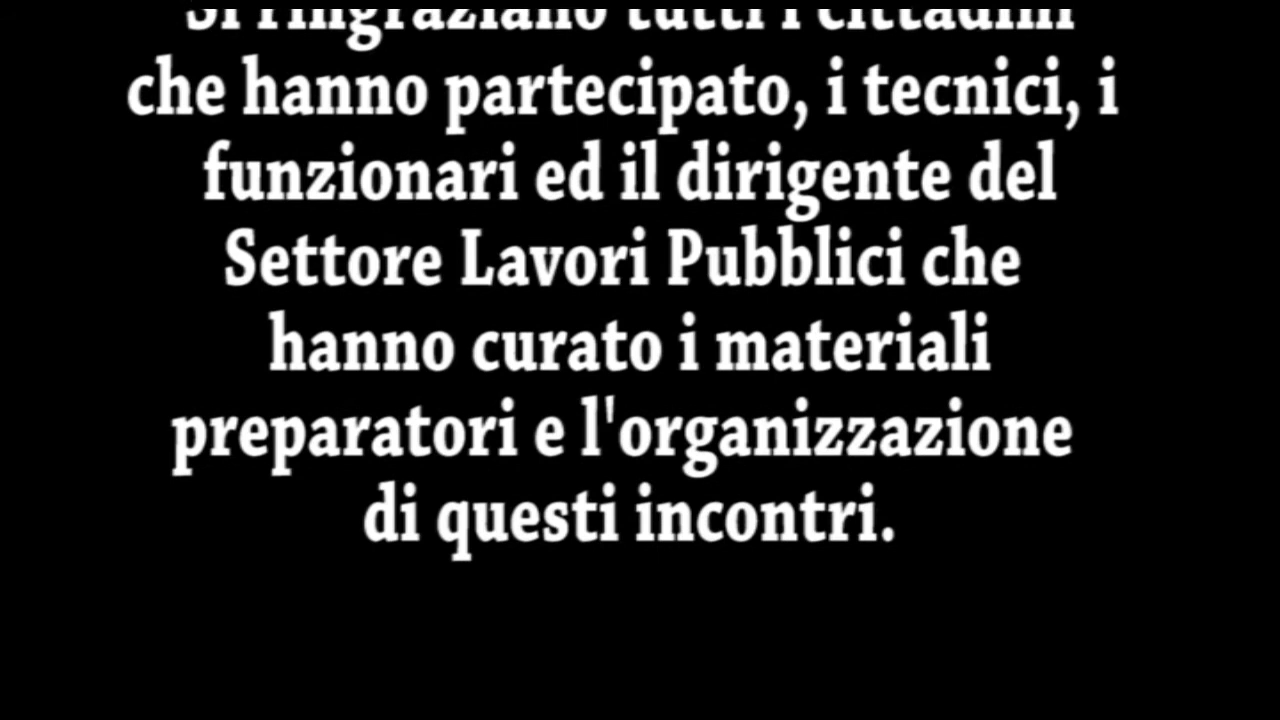 Si ringraziano tutti i cittadini
che hanno partecipato, i tecnici, i
funzionari ed il dirigente del
Settore Lavori Pubblici che
hanno curato i materiali
preparatori e l'organizzazione
di questi incontri.